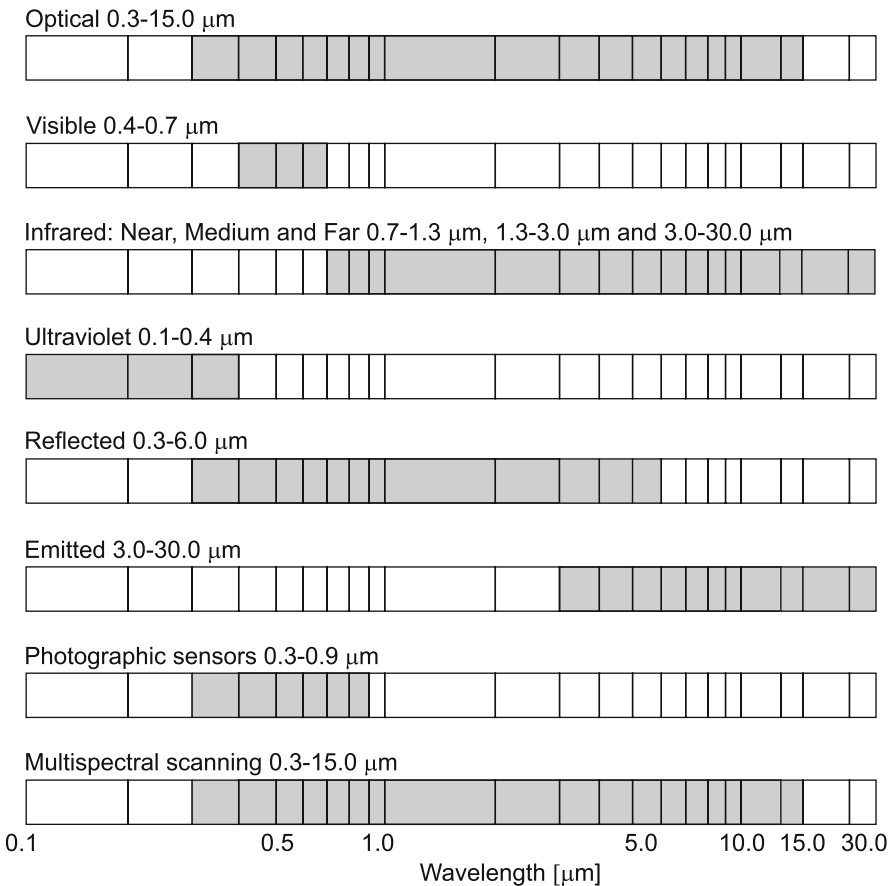 Optical 0.3-15.0 μm
Visible 0.4-0.7 μm
Infrared: Near, Medium and Far 0.7-1.3 μm, 1.3-3.0 μm and 3.0-30.0 μm
Ultraviolet 0.1-0.4 μm
Reflected 0.3-6.0 μm
Emitted 3.0-30.0 μm
Photographic sensors 0.3-0.9 μm
Multispectral scanning 0.3-15.0 μm
0.1 0.5 1.0 5.0 10.0 15.0 30.0
Wavelength [μm]